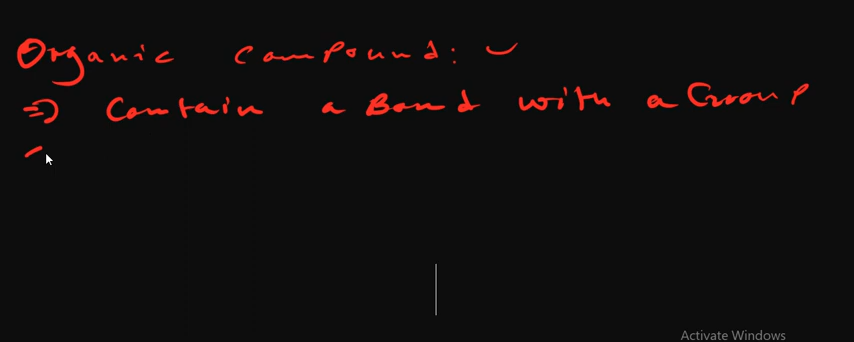 Organic Compound:
=> Contain a Bond with a Group
Activate Windows